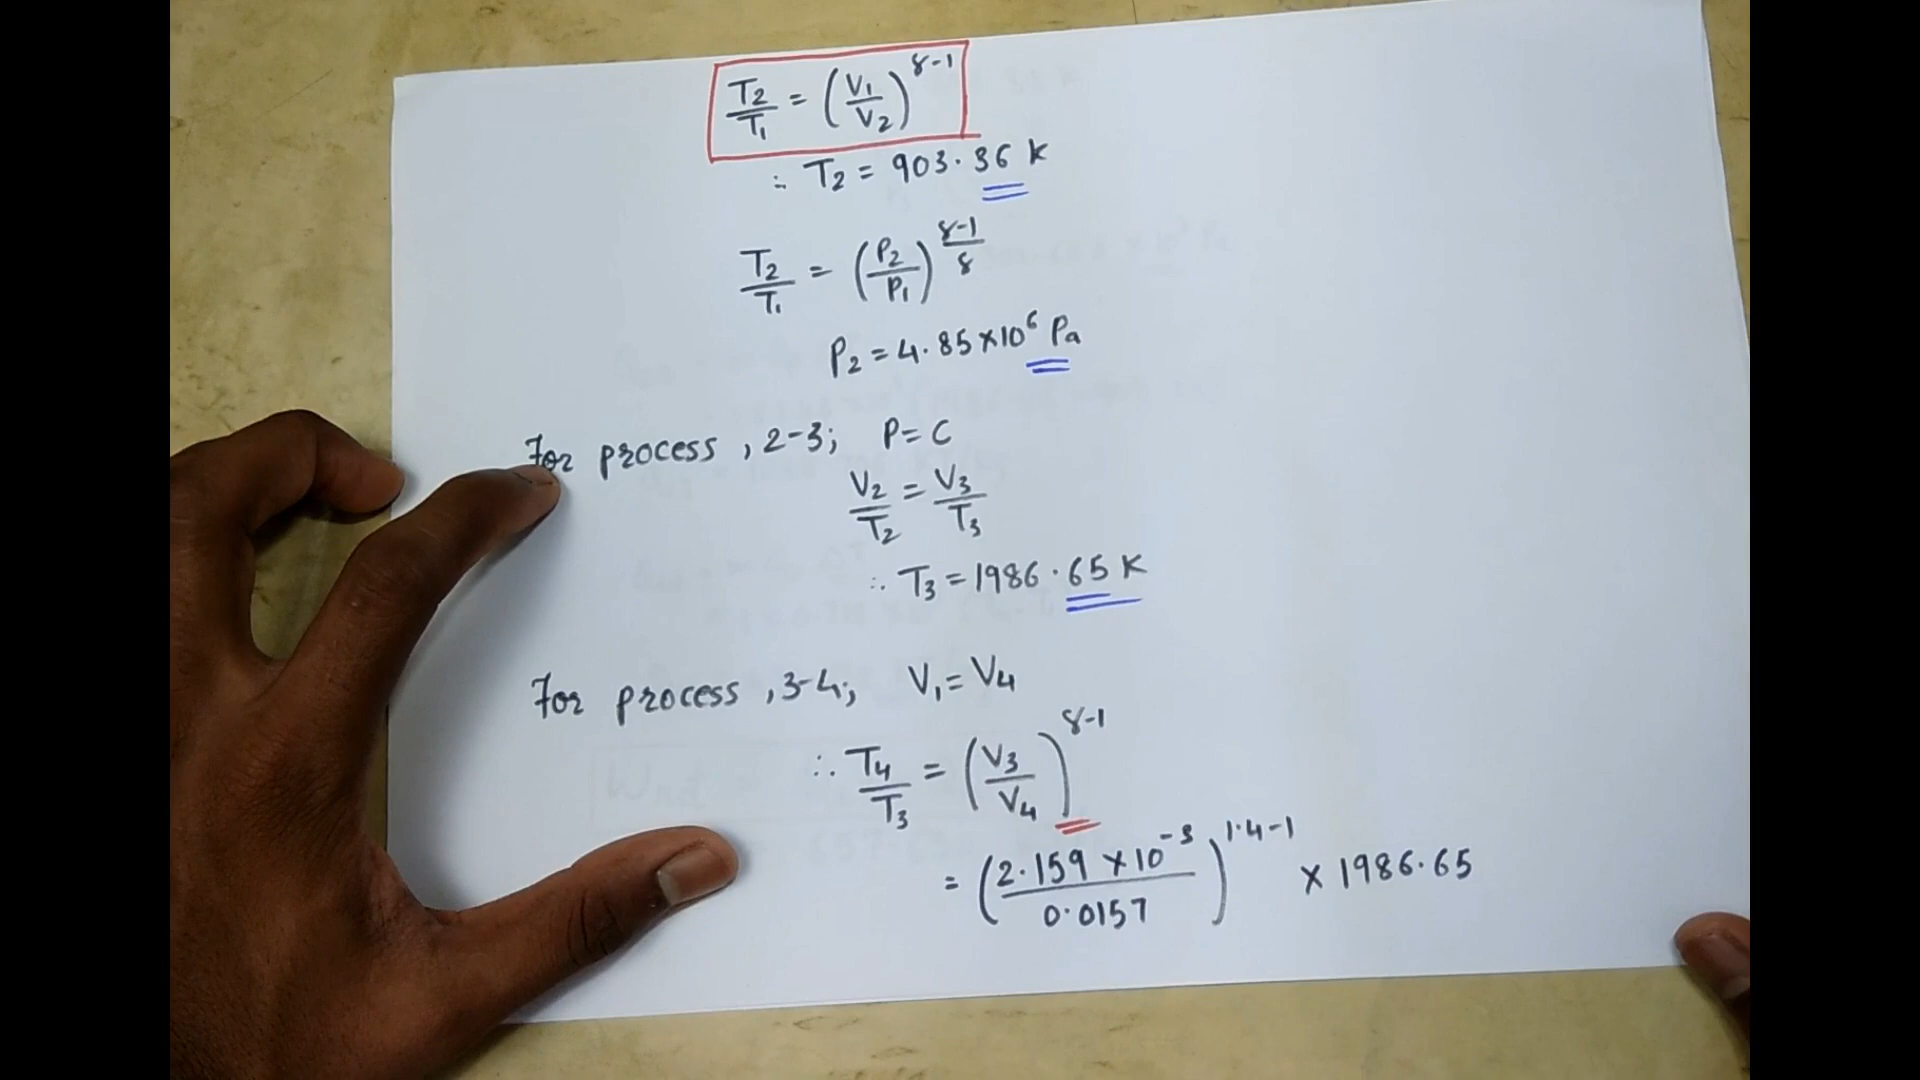 T2/T1 = (V1/V2)^γ-1
∴ T2 = 903.36 K
T2/T1 = (P2/P1)^γ-1/γ
P2 = 4.85×10^6 Pa
For process, 2-3; P=C
V2/T2 = V3/T3
∴ T3 = 1986.65 K
For process, 3-4; V1 = V4
∴ T4/T3 = (V3/V4)^γ-1
= (2.159 ×10^-3/0.0157)^1.4-1 × 1986.65